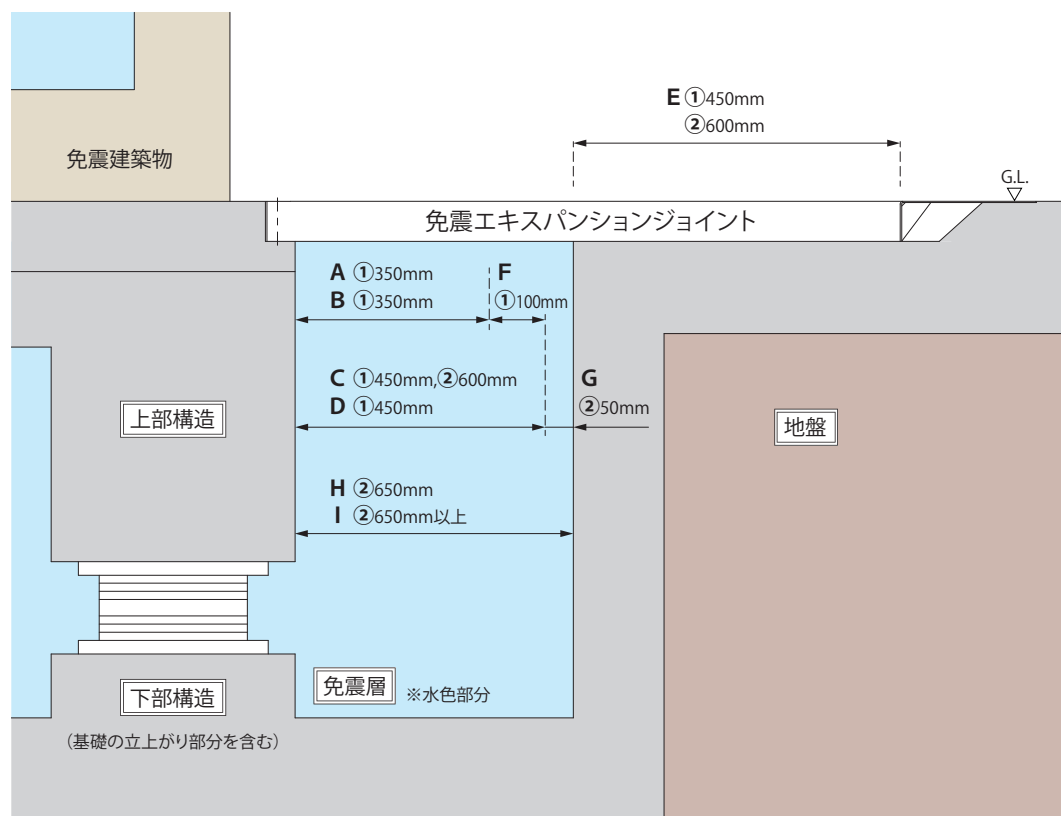 E ①450mm
②600mm
免震建築物
G.L.
免震エキスパンションジョイント
A ①350mm
B ①350mm
F
①100mm
C ①450mm,②600mm
D ①450mm
G
②50mm
上部構造
地盤
H ②650mm
I ②650mm以上
免震層 ※水色部分
下部構造
(基礎の立上がり部分を含む)